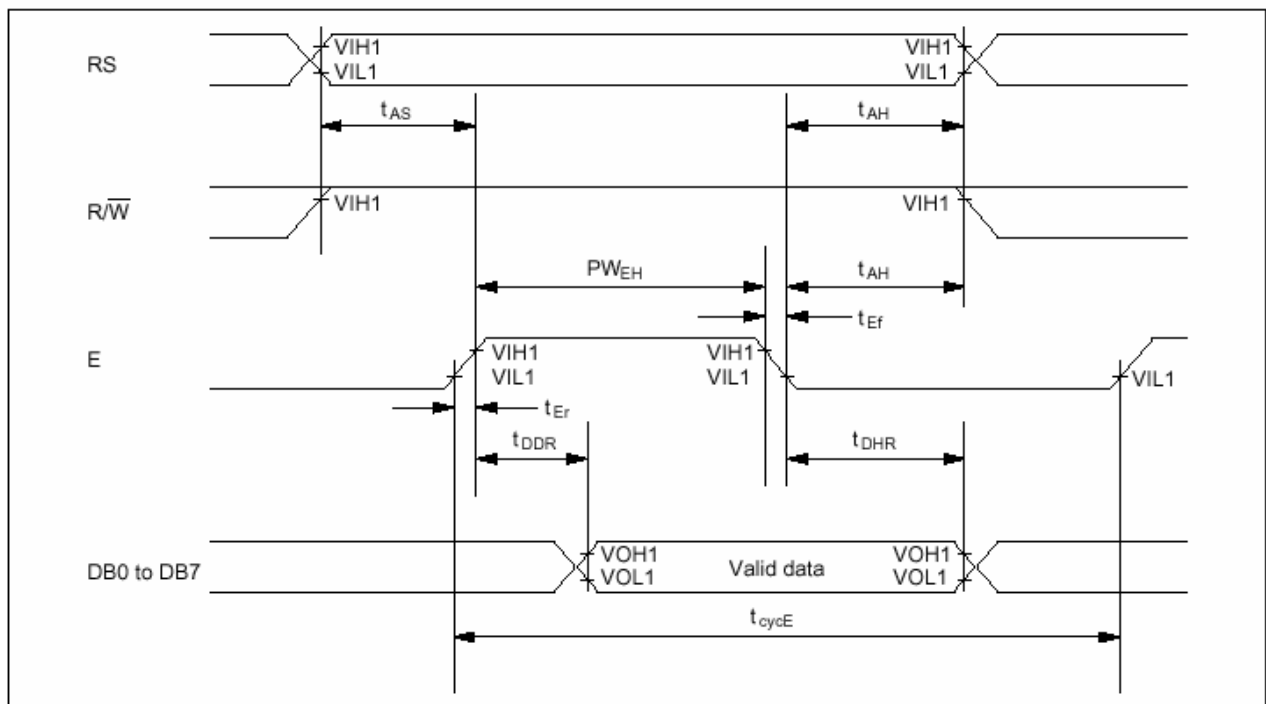 RS
VIH1
VIL1
VIH1
VIL1
tAS
tAH
R/W̅
VIH1
VIH1
PWEH
tAH
tEf
E
VIH1
VIL1
VIH1
VIL1
VIL1
tEr
tDDR
tDHR
DB0 to DB7
VOH1
VOL1
Valid data
VOH1
VOL1
tcycE